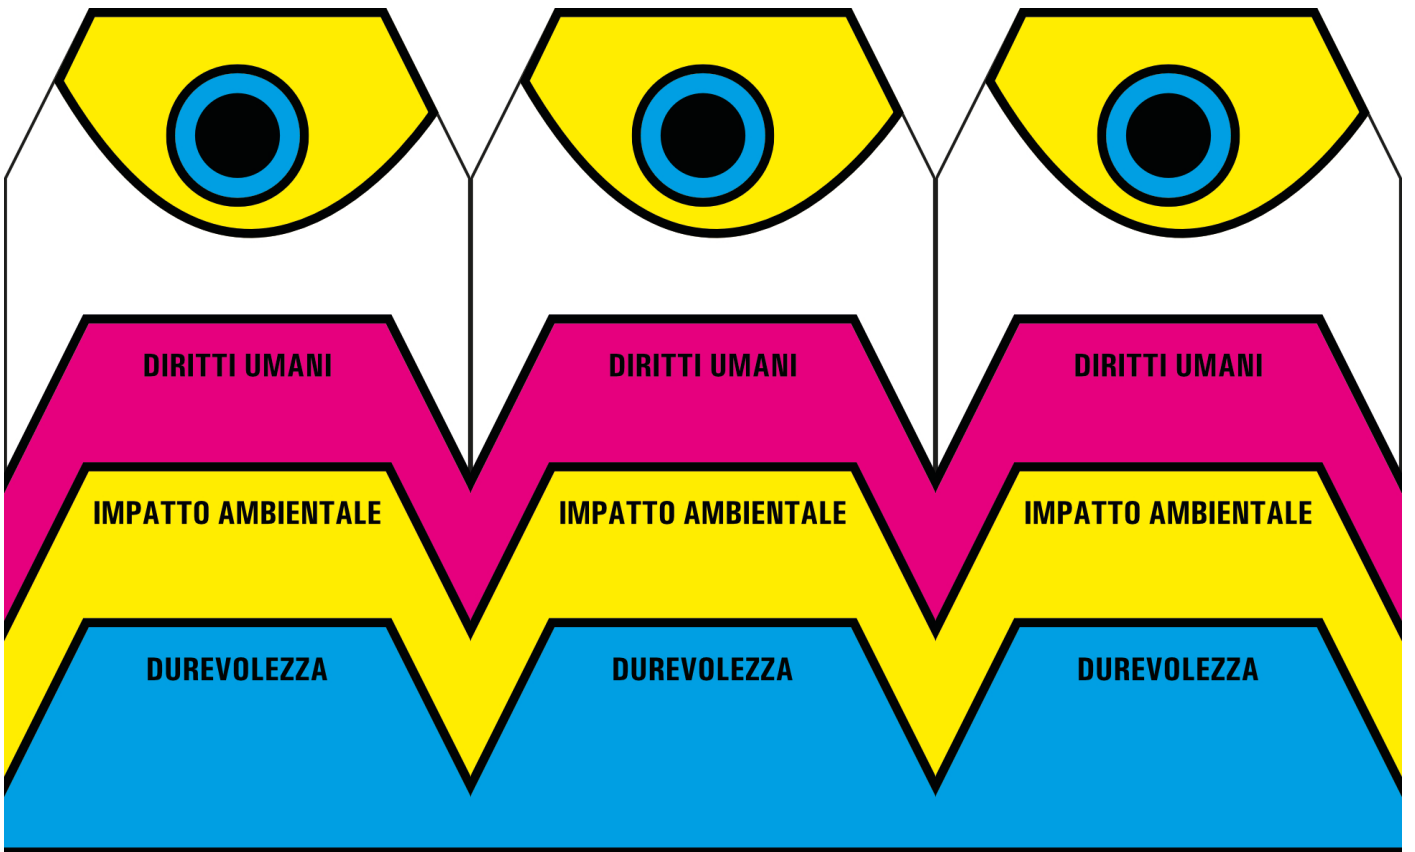 DIRITTI UMANI
DIRITTI UMANI
DIRITTI UMANI
IMPATTO AMBIENTALE
IMPATTO AMBIENTALE
IMPATTO AMBIENTALE
DUREVOLEZZA
DUREVOLEZZA
DUREVOLEZZA